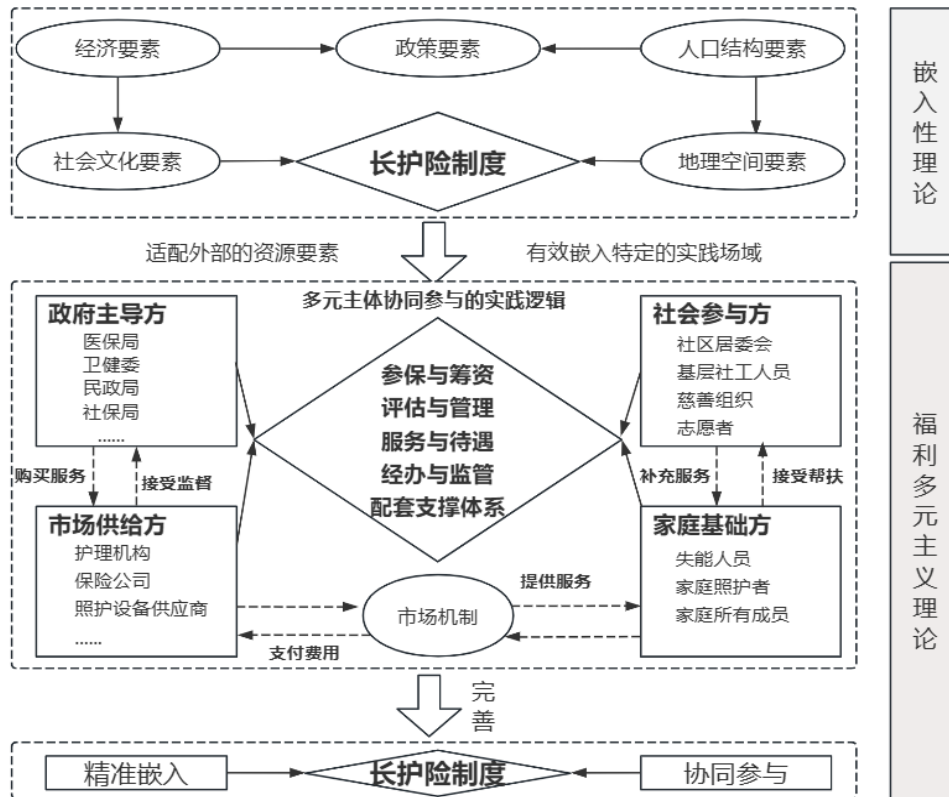 经济要素
政策要素
人口结构要素
社会文化要素
长护险制度
地理空间要素
嵌入性理论
适配外部的资源要素
有效嵌入特定的实践场域
多元主体协同参与的实践逻辑
政府主导方
医保局
卫健委
民政局
社保局
......
社会参与方
社区居委会
基层社工人员
慈善组织
志愿者
参保与筹资
评估与管理
服务与待遇
经办与监管
配套支撑体系
购买服务
接受监督
补充服务
接受帮扶
市场供给方
护理机构
保险公司
照护设备供应商
......
家庭基础方
失能人员
家庭照护者
家庭所有成员
提供服务
市场机制
支付费用
福利多元主义理论
完善
精准嵌入
长护险制度
协同参与